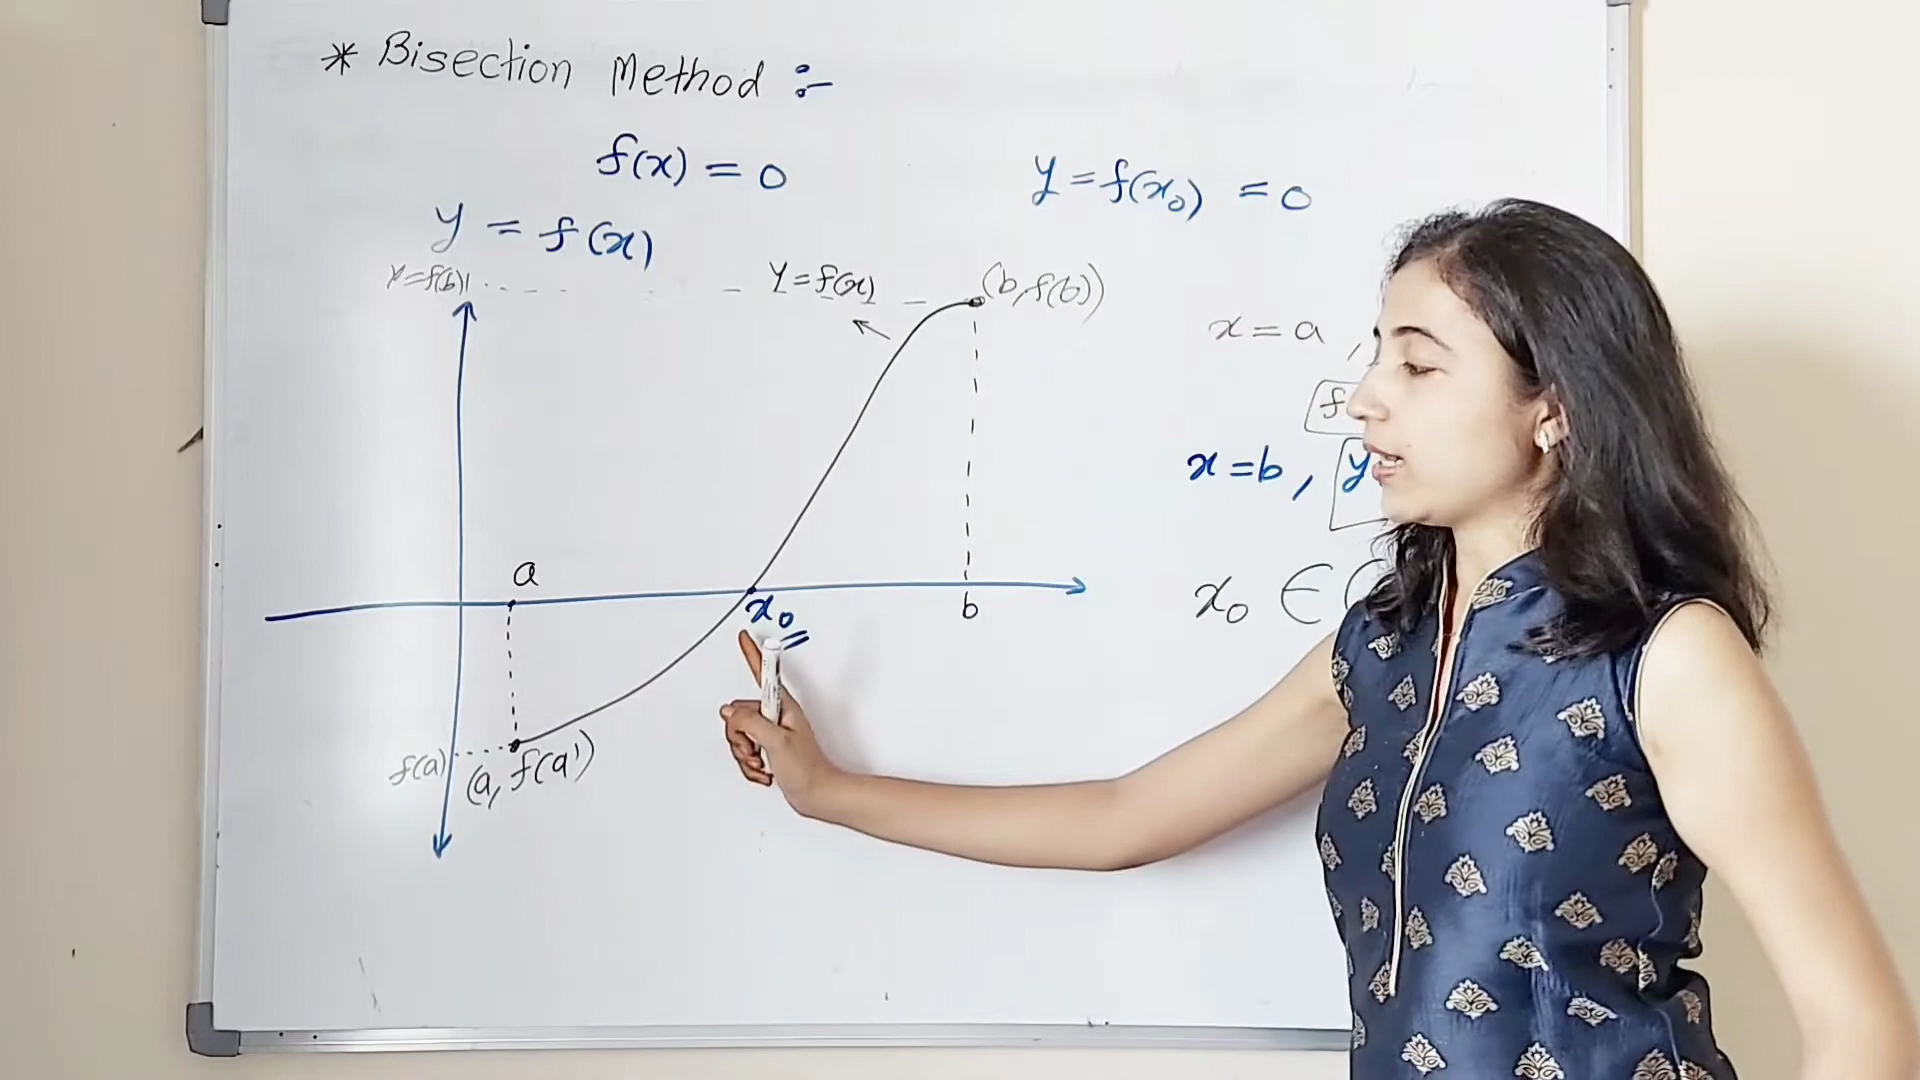 * Bisection Method :-
f(x) = 0
y = f(x₀) = 0
y = f(x)
y=f(b)
y=f(x)
(b, f(b))
x = a ,
f
x = b , y
a
x₀
b
x₀ ∈ (
f(a)
(a, f(a))